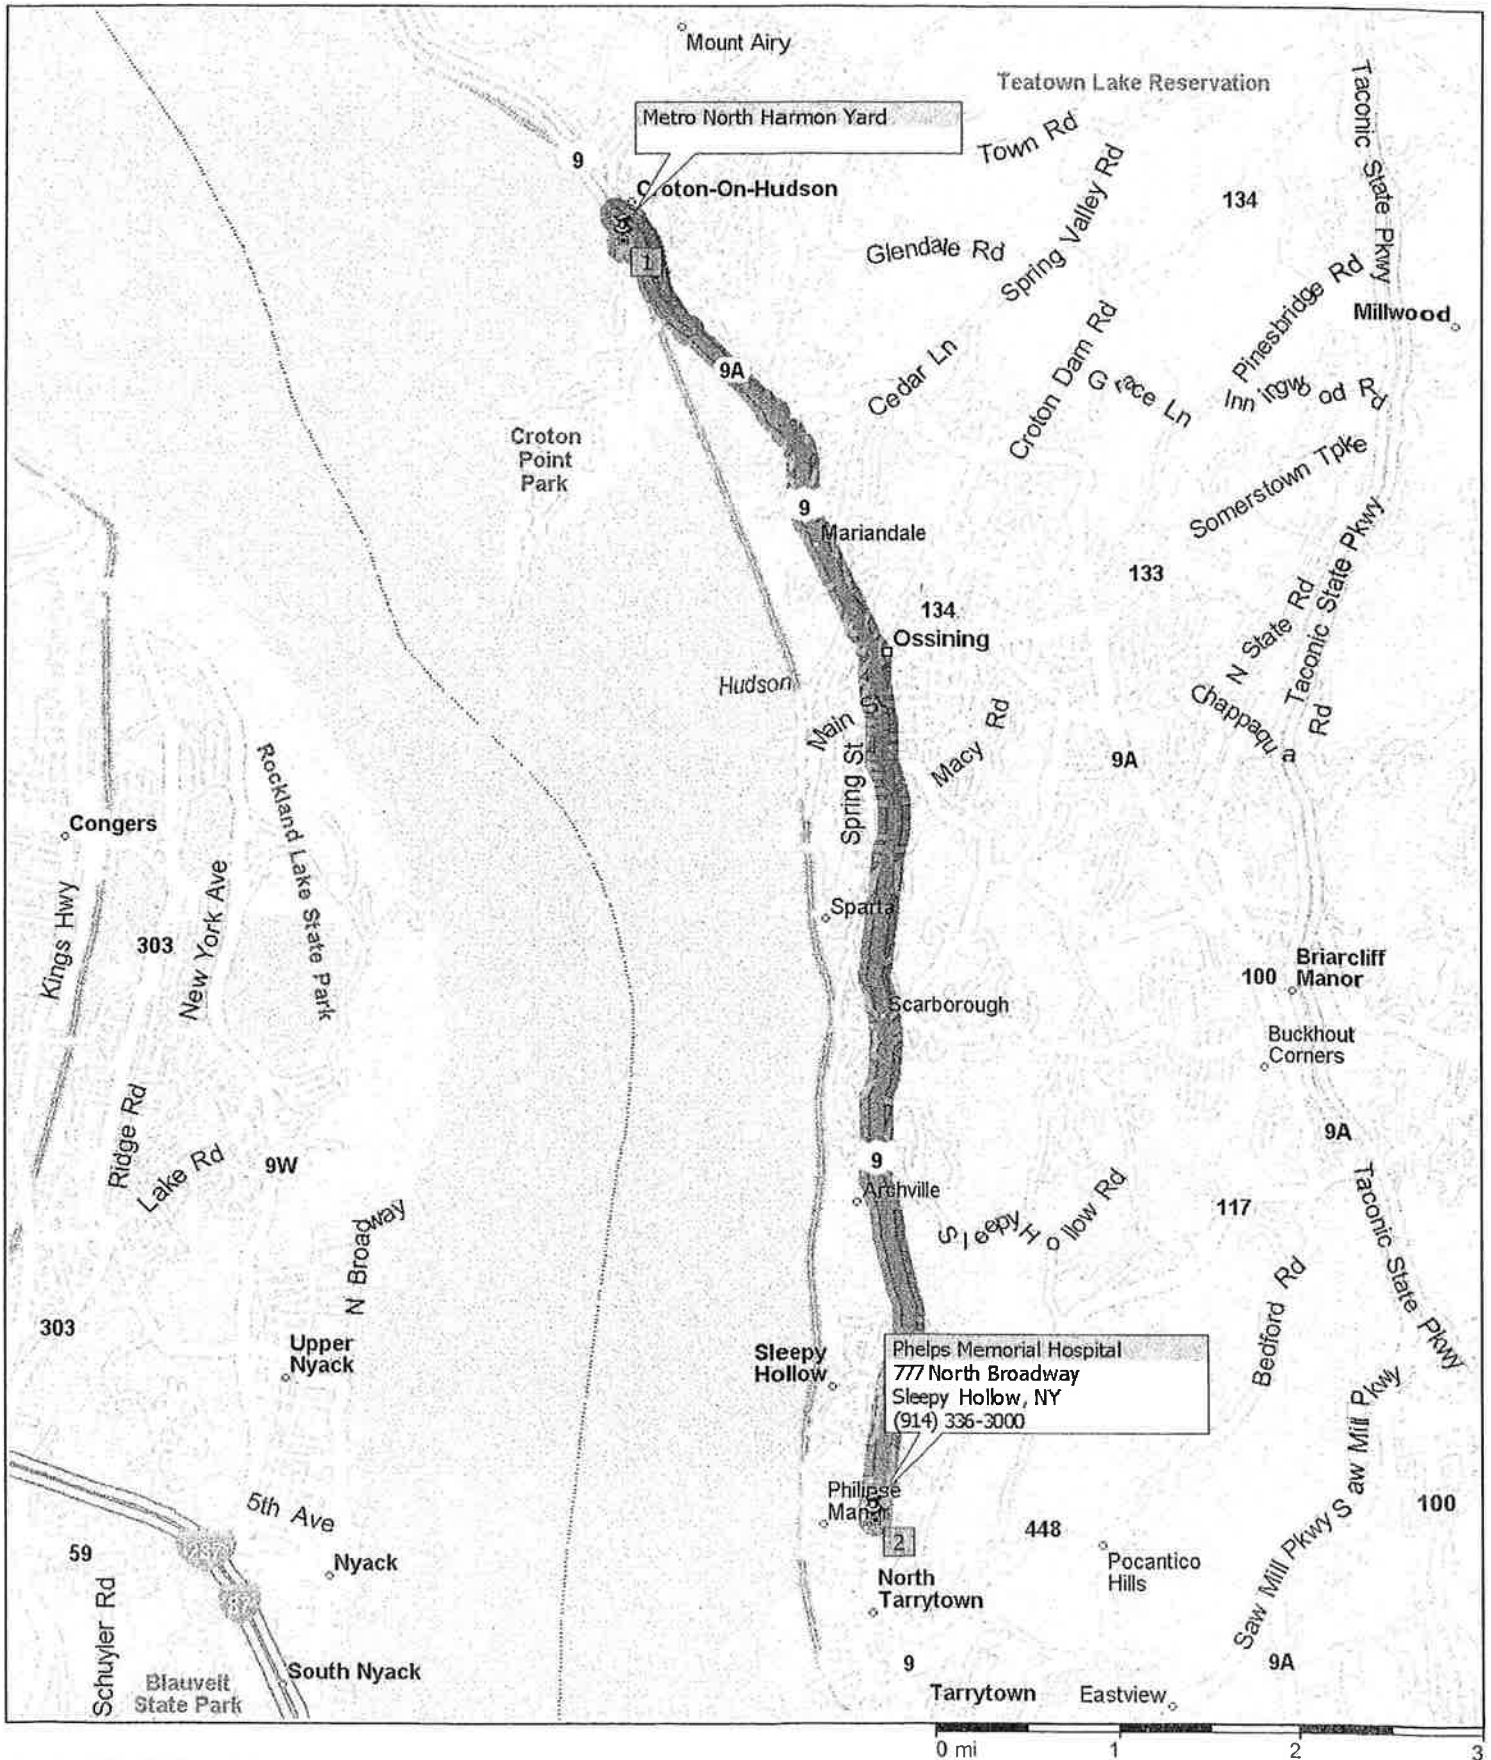 Mount Airy
Teatown Lake Reservation
Metro North Harmon Yard
Town Rd
Taconic State Pkwy
9
Croton-On-Hudson
Spring Valley Rd
134
1
Glendale Rd
Pinesbridge Rd
Millwood
9A
Cedar Ln
Croton Dam Rd
Grace Ln
Inningwood Rd
Croton
Point
Park
Somerstown Tpke
9
Mariandale
133
134
Ossining
N State Rd
Taconic State Pkwy
Hudson
Main St
Macy Rd
Chappaqua Rd
Spring St
9A
Rockland Lake State Park
Congers
Kings Hwy
303
New York Ave
Sparta
100
Briarcliff
Manor
Scarborough
Buckhout
Corners
Ridge Rd
Lake Rd
9W
9A
9
Archville
Sleepy Hollow Rd
117
Taconic State Pkwy
N Broadway
Bedford Rd
303
Upper
Nyack
Sleepy
Hollow
Phelps Memorial Hospital
777 North Broadway
Sleepy Hollow, NY
(914) 336-3000
Saw Mill Pkwy
Philipse
Manor
2
448
100
5th Ave
59
Nyack
Pocantico
Hills
North
Tarrytown
Saw Mill Pkwy
Schuyler Rd
87
South Nyack
Blauvelt
State Park
9
9A
Tarrytown
Eastview
0 mi 1 2 3